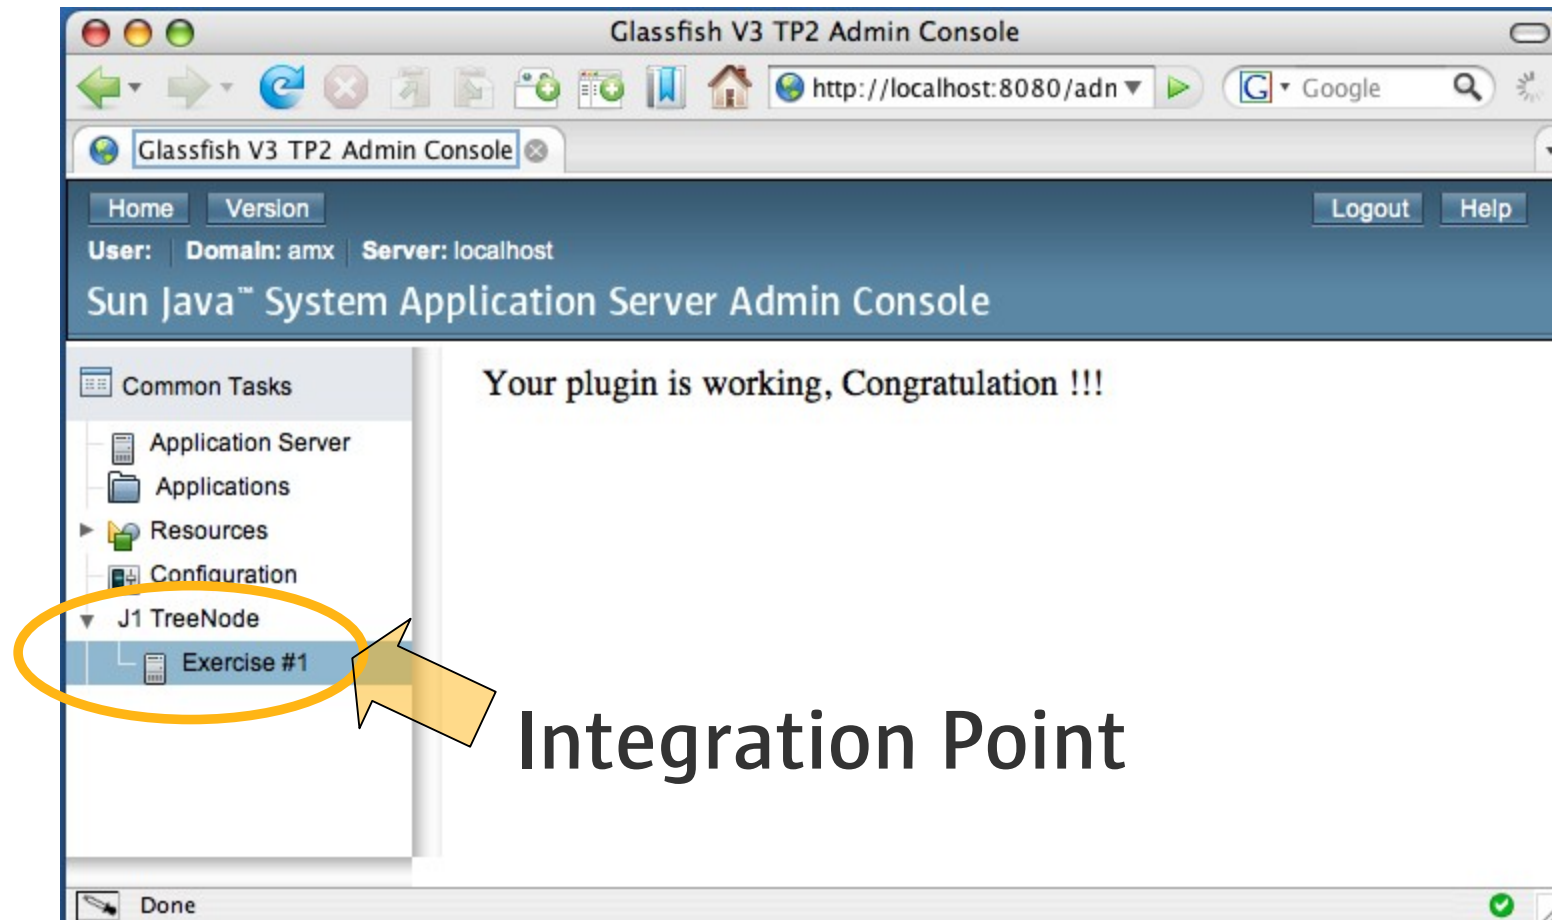 Glassfish V3 TP2 Admin Console
http://localhost:8080/adn
G Google
Glassfish V3 TP2 Admin Console
Home Version Logout Help
User: Domain: amx Server: localhost
Sun Java™ System Application Server Admin Console
Common Tasks
Your plugin is working, Congratulation !!!
Application Server
Applications
Resources
Configuration
J1 TreeNode
Exercise #1
Integration Point
Done